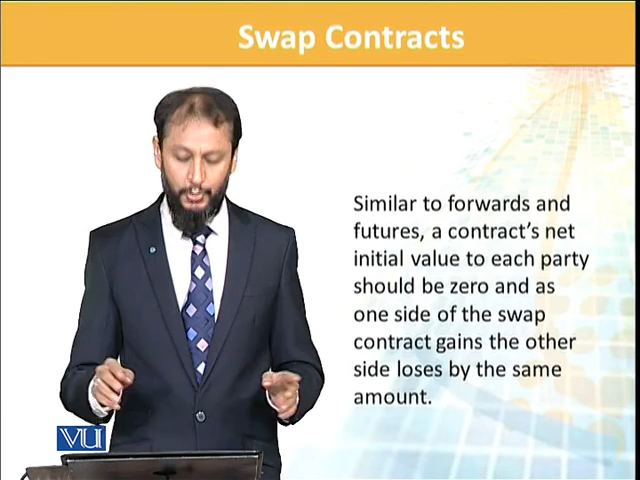 Swap Contracts
Similar to forwards and
futures, a contract's net
initial value to each party
should be zero and as
one side of the swap
contract gains the other
side loses by the same
amount.
VU